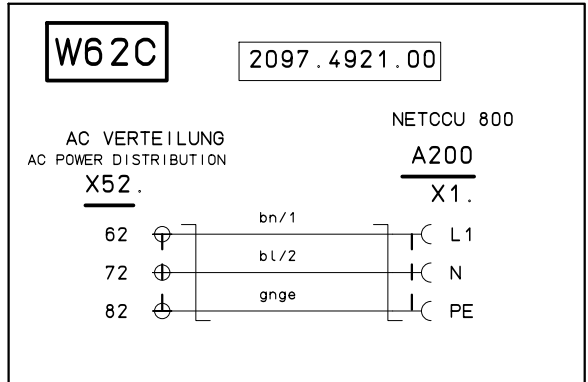 W62C
2097.4921.00
NETCCU 800
AC VERTEILUNG
AC POWER DISTRIBUTION
A200
X52.
X1.
62 bn/1 L1
72 bl/2 N
82 gnge PE